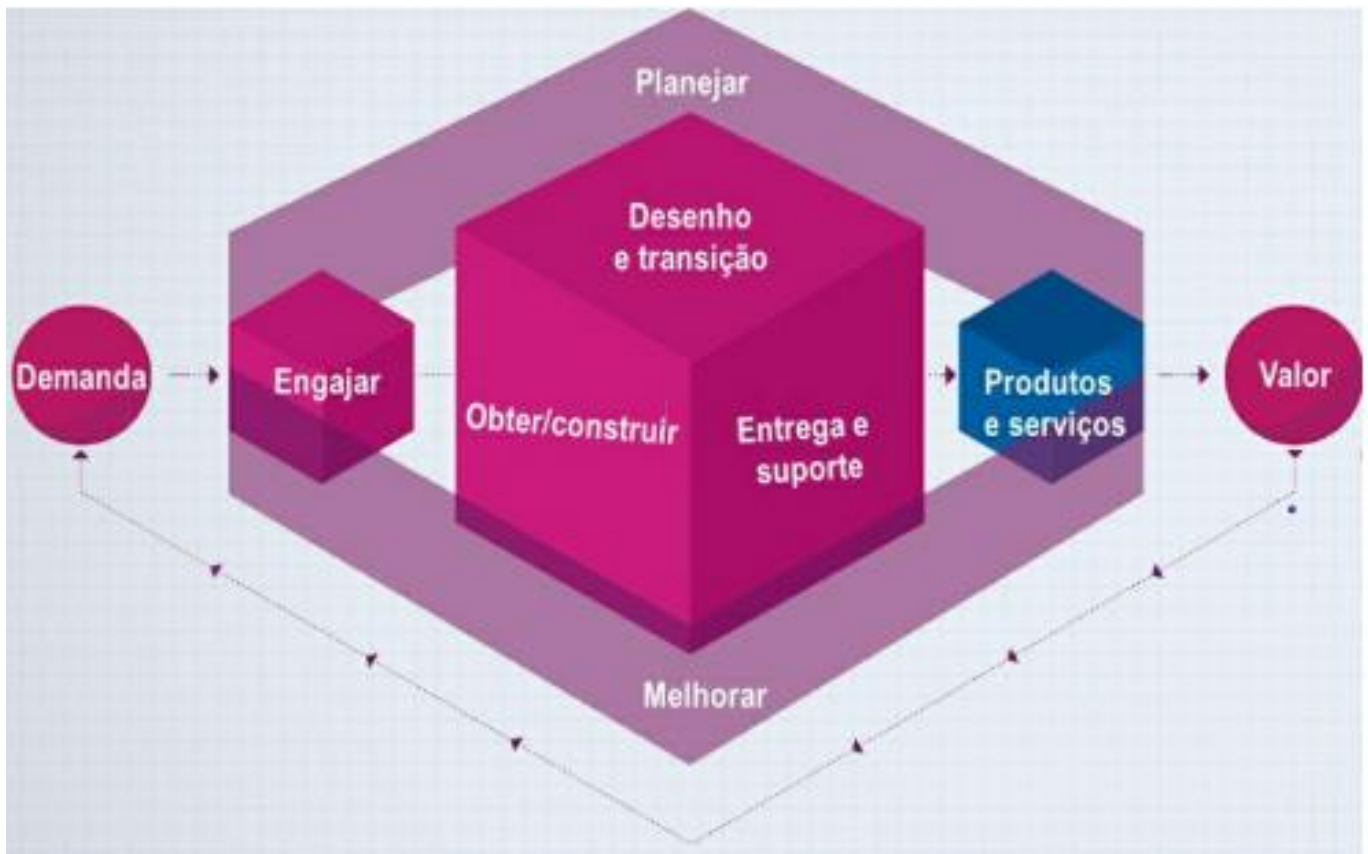 Planejar
Desenho
e transição
Demanda
Engajar
Obter/construir
Entrega e
suporte
Produtos
e serviços
Valor
Melhorar